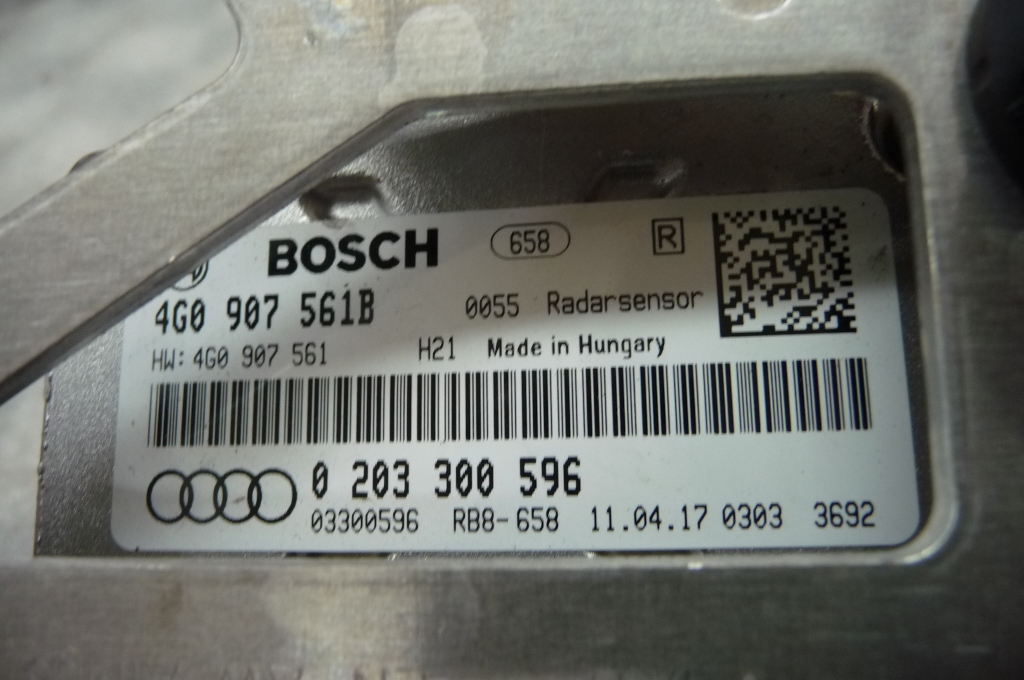 BOSCH 658 R
4G0 907 561B 0055 Radarsensor
HW: 4G0 907 561 H21 Made in Hungary
0 203 300 596
03300596 RB8-658 11.04.17 0303 3692